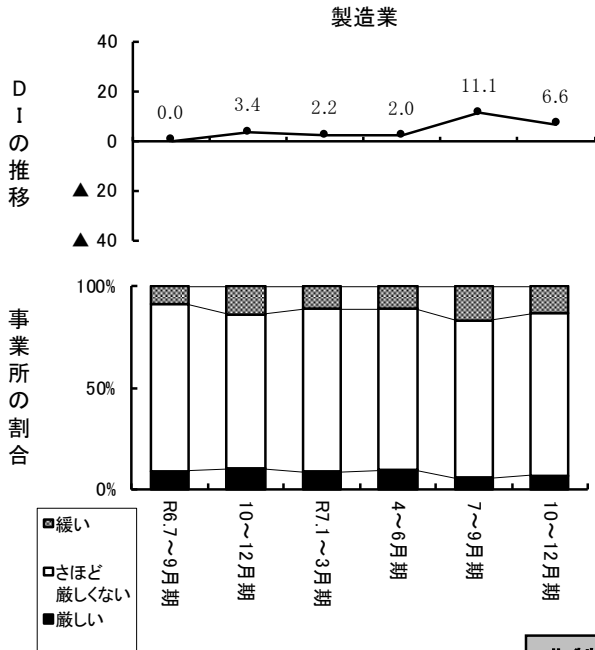 製造業
DIの推移
40
20
0
▲ 20
▲ 40
0.0
3.4
2.2
2.0
11.1
6.6
事業所の割合
100%
50%
0%
R6.7～9月期
10～12月期
R7.1～3月期
4～6月期
7～9月期
10～12月期
緩い
さほど
厳しくない
厳しい